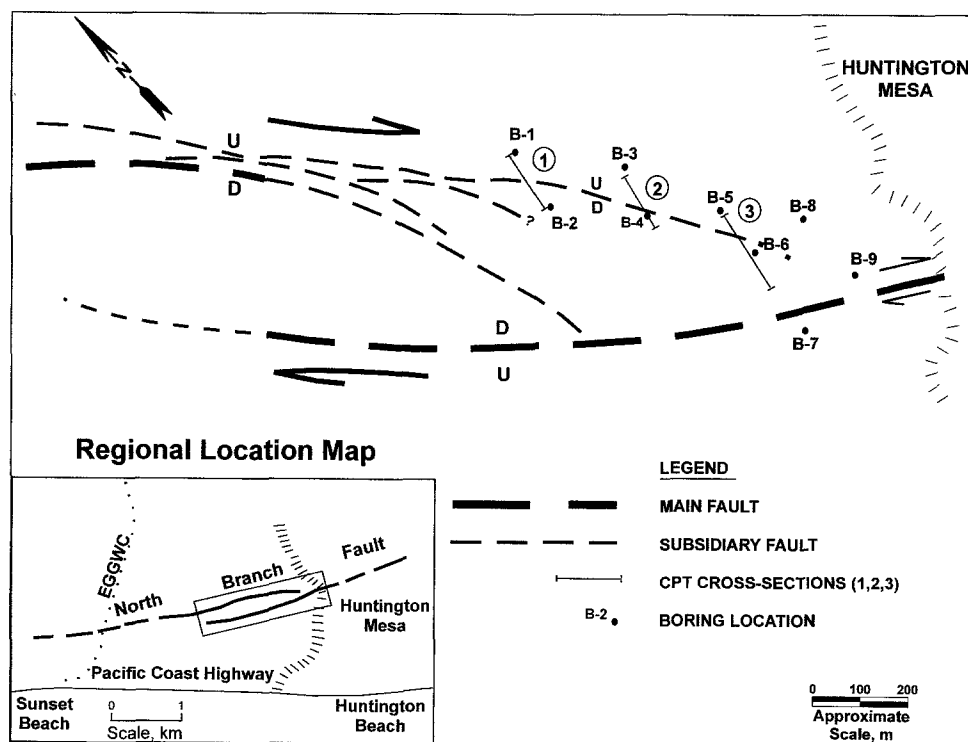 N
HUNTINGTON
MESA
B-1
1
B-3
U
D
2
U
D
B-5
3
B-8
B-2
?
B-4
B-6
B-9
D
U
B-7
Regional Location Map
EGGWC
North
Branch
Fault
Huntington
Mesa
Pacific Coast Highway
Sunset
Beach
0 1
Scale, km
Huntington
Beach
LEGEND
MAIN FAULT
SUBSIDIARY FAULT
CPT CROSS-SECTIONS (1,2,3)
B-2
BORING LOCATION
0 100 200
Approximate
Scale, m